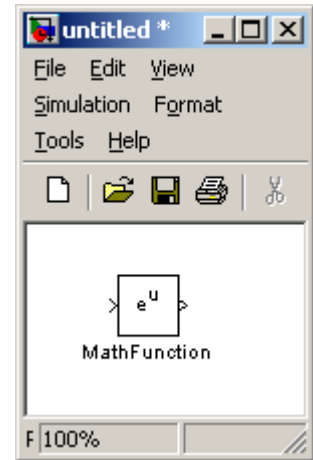 untitled *
File Edit View
Simulation Format
Tools Help
e^u
MathFunction
F 100%